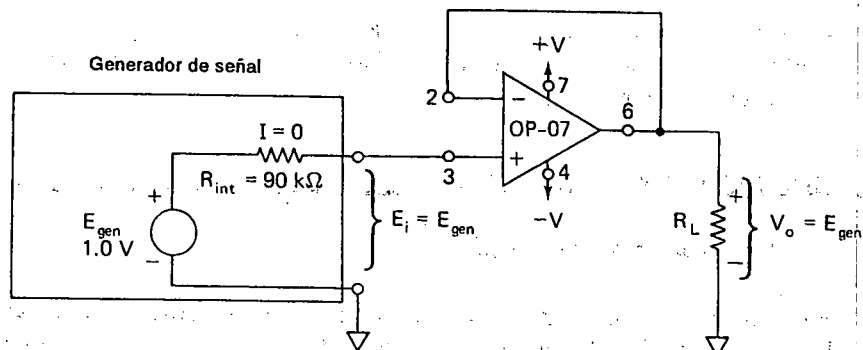 Generador de señal
I = 0
R_int = 90 kΩ
+
E_gen
1.0 V
−
E_i = E_gen
2
−
3
+
OP-07
+V
7
6
4
−V
R_L
+
V_o = E_gen
−